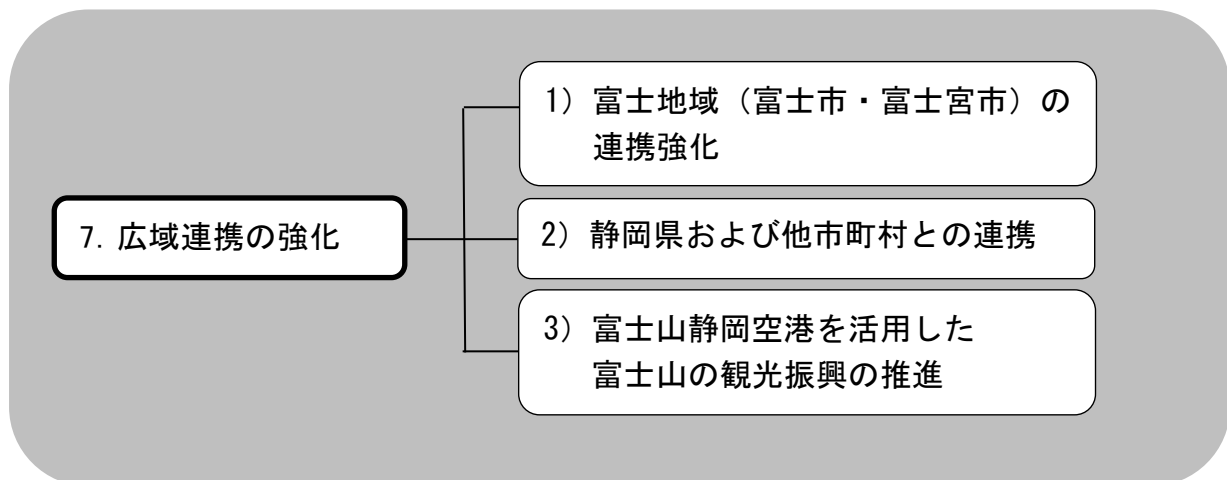 1) 富士地域（富士市・富士宮市）の
連携強化
7. 広域連携の強化
2) 静岡県および他市町村との連携
3) 富士山静岡空港を活用した
富士山の観光振興の推進